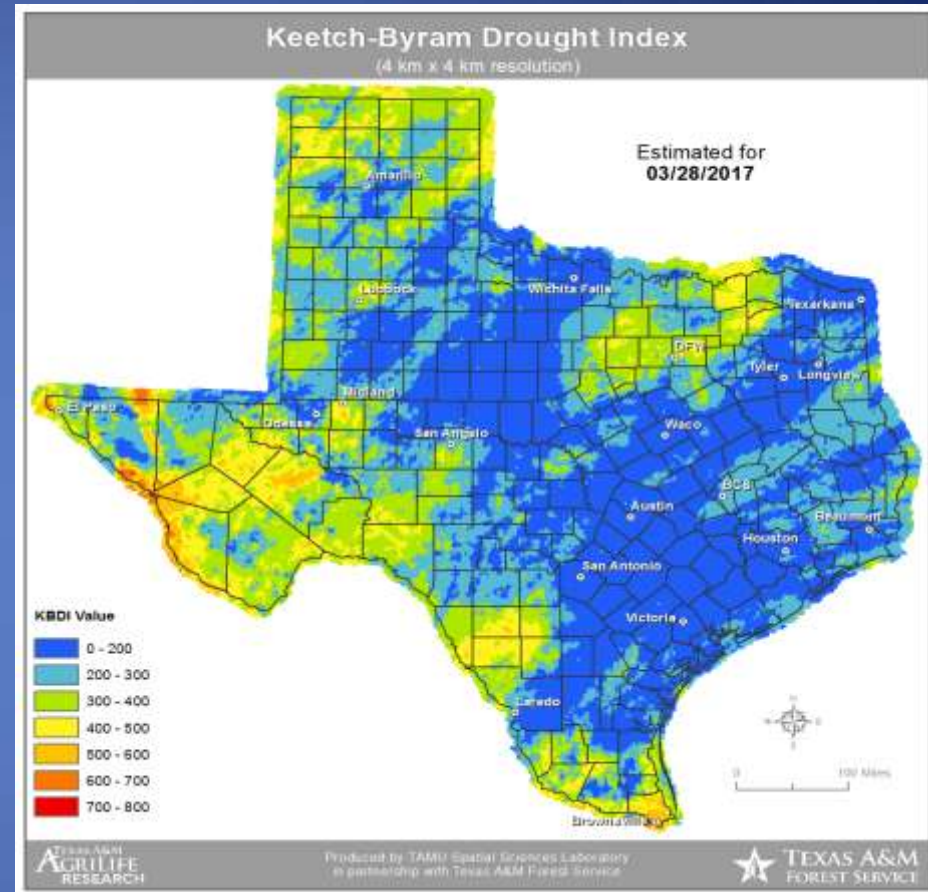 Keetch-Byram Drought Index
(4 km x 4 km resolution)
Estimated for
03/28/2017
Amarillo
Lubbock
Wichita Falls
Texarkana
DFW
Tyler
Longview
El Paso
Midland
Odessa
San Angelo
Waco
BCS
Austin
Beaumont
Houston
San Antonio
Victoria
Laredo
Brownsville
KBDI Value
0 - 200
200 - 300
300 - 400
400 - 500
500 - 600
600 - 700
700 - 800
N
W E
S
0 100 Miles
TEXAS A&M
AGRILIFE
RESEARCH
Produced by TAMU Spatial Sciences Laboratory
in partnership with Texas A&M Forest Service
TEXAS A&M
FOREST SERVICE